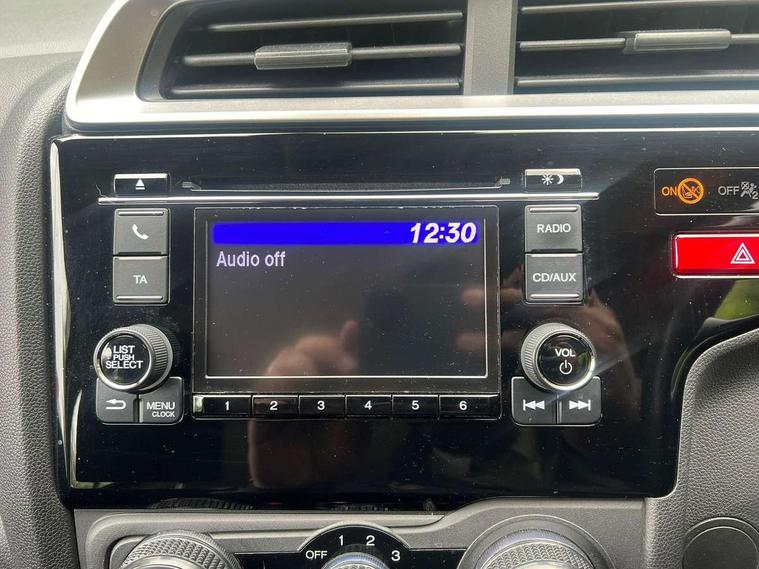 ON OFF 2
RADIO
12:30
Audio off
TA
CD/AUX
LIST
PUSH
SELECT
VOL
MENU
CLOCK
1 2 3 4 5 6
OFF 1 2 3